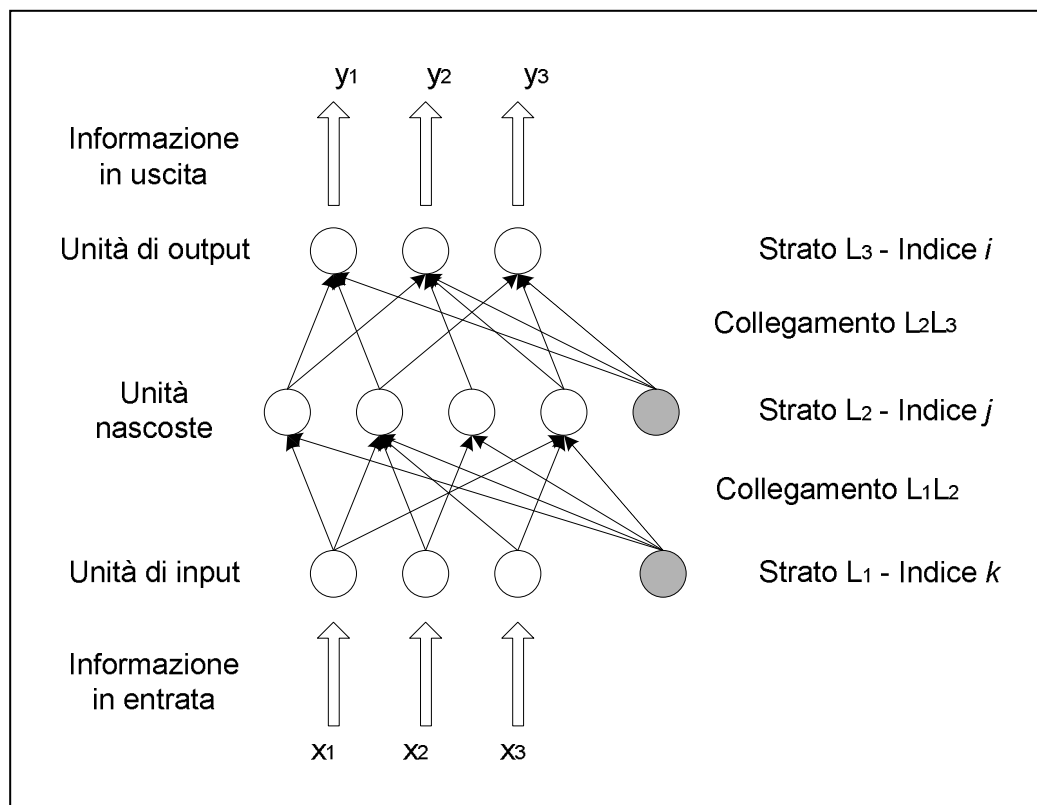 y1 y2 y3
Informazione
in uscita
Unità di output
Strato L3 - Indice i
Collegamento L2L3
Unità
nascoste
Strato L2 - Indice j
Collegamento L1L2
Unità di input
Strato L1 - Indice k
Informazione
in entrata
x1 x2 x3